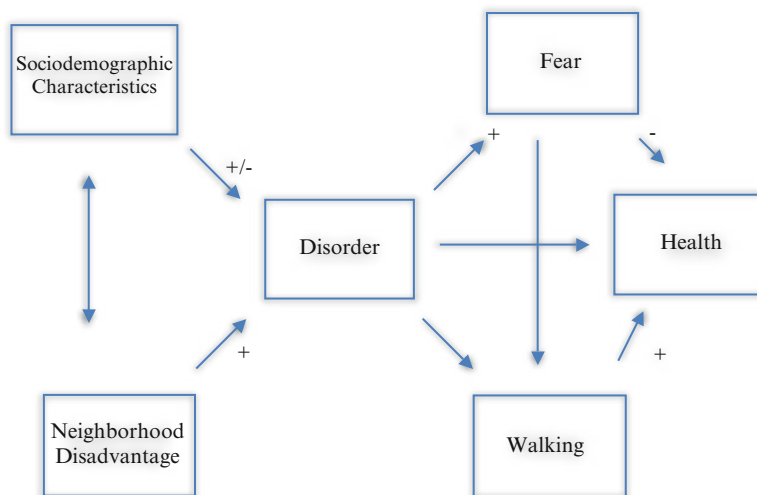 Sociodemographic
Characteristics
Fear
+
-
+/-
Disorder
Health
+
+
Neighborhood
Disadvantage
Walking